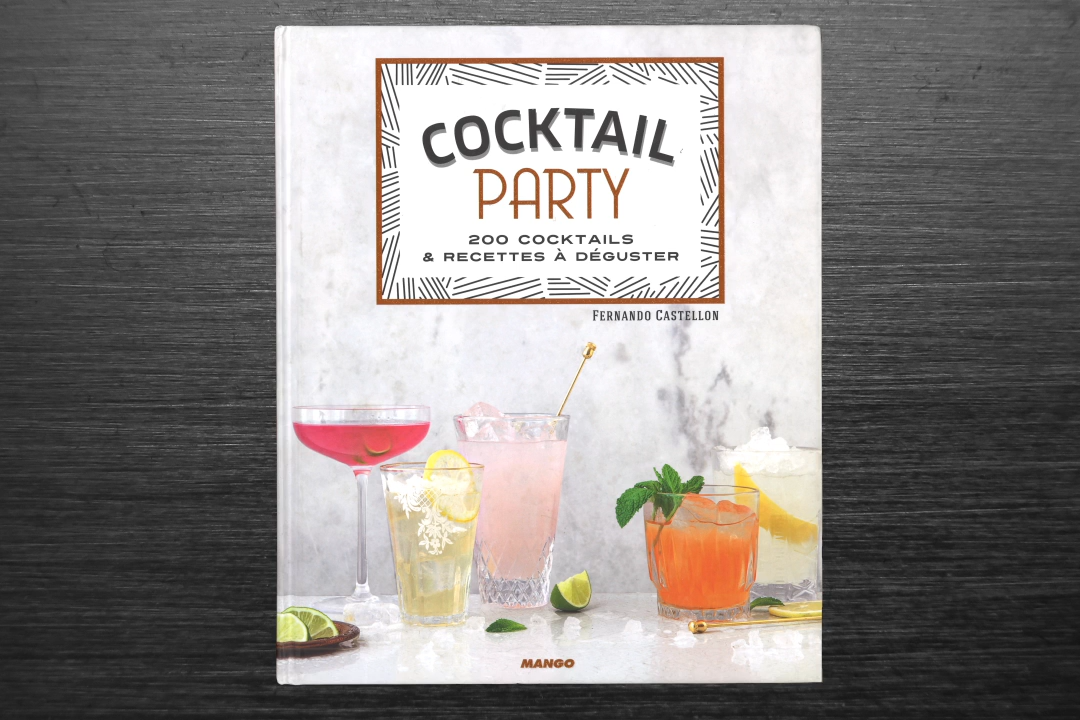 COCKTAIL
PARTY
200 COCKTAILS
& RECETTES À DÉGUSTER
FERNANDO CASTELLON
MANGO